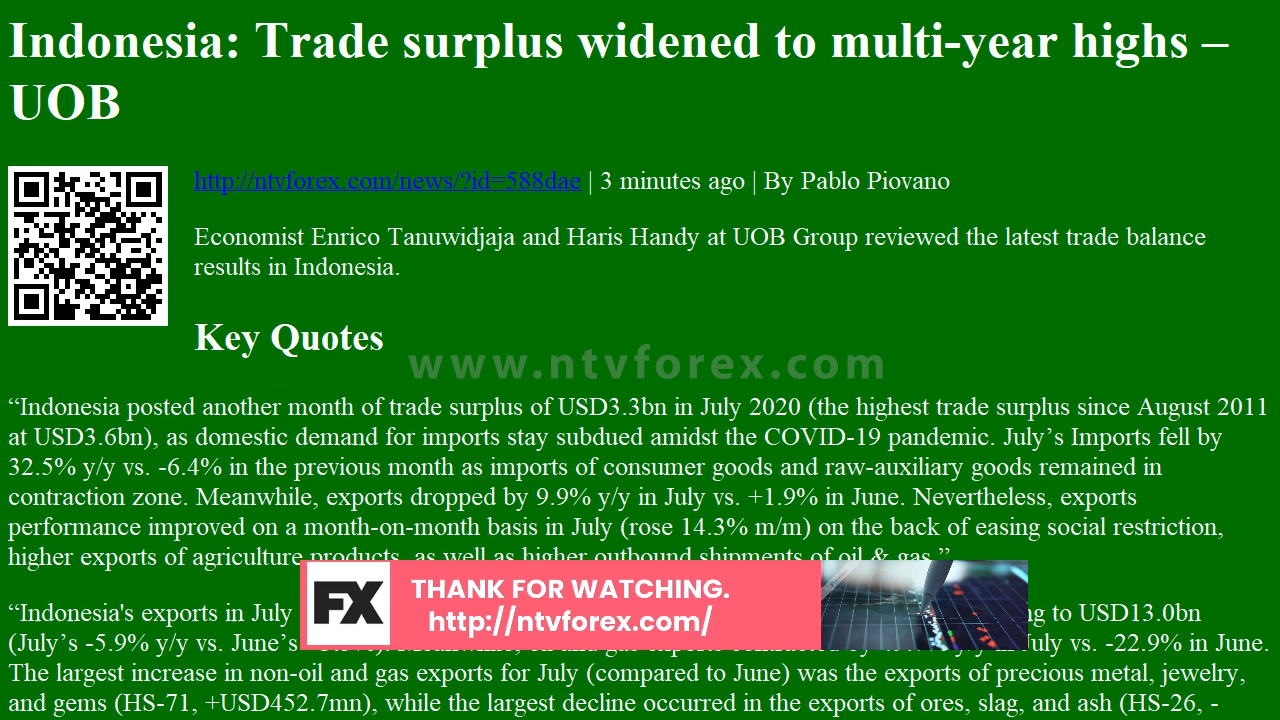 Indonesia: Trade surplus widened to multi-year highs –
UOB
http://ntvforex.com/news/?id=588dae | 3 minutes ago | By Pablo Piovano
Economist Enrico Tanuwidjaja and Haris Handy at UOB Group reviewed the latest trade balance
results in Indonesia.
Key Quotes
www.ntvforex.com
“Indonesia posted another month of trade surplus of USD3.3bn in July 2020 (the highest trade surplus since August 2011
at USD3.6bn), as domestic demand for imports stay subdued amidst the COVID-19 pandemic. July’s Imports fell by
32.5% y/y vs. -6.4% in the previous month as imports of consumer goods and raw-auxiliary goods remained in
contraction zone. Meanwhile, exports dropped by 9.9% y/y in July vs. +1.9% in June. Nevertheless, exports
performance improved on a month-on-month basis in July (rose 14.3% m/m) on the back of easing social restriction,
higher exports of agriculture products, as well as higher outbound shipments of oil & gas.”
FX
THANK FOR WATCHING.
http://ntvforex.com/
“Indonesia's exports in July to USD13.0bn
(July’s -5.9% y/y vs. June’s July vs. -22.9% in June.
The largest increase in non-oil and gas exports for July (compared to June) was the exports of precious metal, jewelry,
and gems (HS-71, +USD452.7mn), while the largest decline occurred in the exports of ores, slag, and ash (HS-26, -